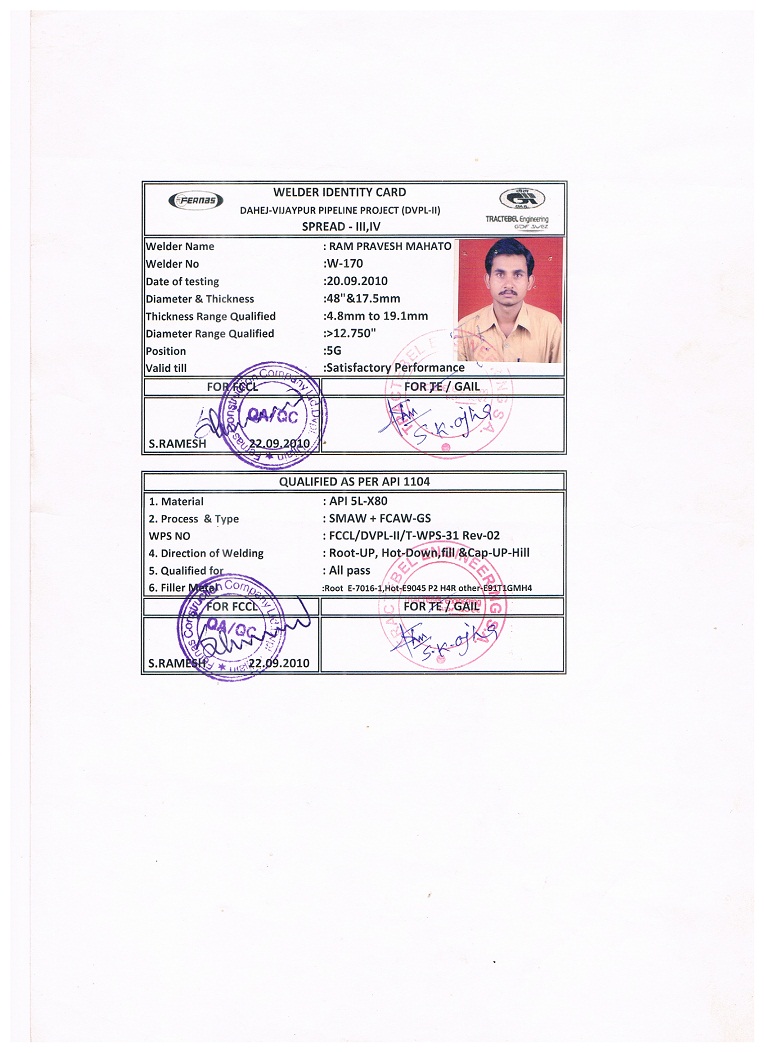 FERNAS
WELDER IDENTITY CARD
DAHEJ-VIJAYPUR PIPELINE PROJECT (DVPL-II)
SPREAD - III,IV
GAIL
TRACTEBEL Engineering
GDF SUEZ
Welder Name : RAM PRAVESH MAHATO
Welder No :W-170
Date of testing :20.09.2010
Diameter & Thickness :48"&17.5mm
Thickness Range Qualified :4.8mm to 19.1mm
Diameter Range Qualified :>12.750"
Position :5G
Valid till :Satisfactory Performance
FOR FCCL FOR TE / GAIL
Fernas Construction Company Ltd.
QA/QC
TRACTEBEL ENGINEERING S.A.
S.K.ojha
S.RAMESH 22.09.2010
QUALIFIED AS PER API 1104
1. Material : API 5L-X80
2. Process & Type : SMAW + FCAW-GS
WPS NO : FCCL/DVPL-II/T-WPS-31 Rev-02
4. Direction of Welding : Root-UP, Hot-Down,fill &Cap-UP-Hill
5. Qualified for : All pass
6. Filler Metal :Root E-7016-1,Hot-E9045 P2 H4R other-E91T1GMH4
FOR FCCL FOR TE / GAIL
Fernas Construction Company Ltd.
QA/QC
TRACTEBEL ENGINEERING S.A.
S.K.ojha
S.RAMESH 22.09.2010